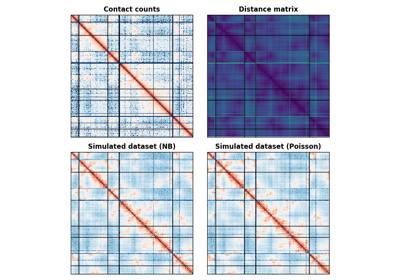 Contact counts
Distance matrix
Simulated dataset (NB)
Simulated dataset (Poisson)